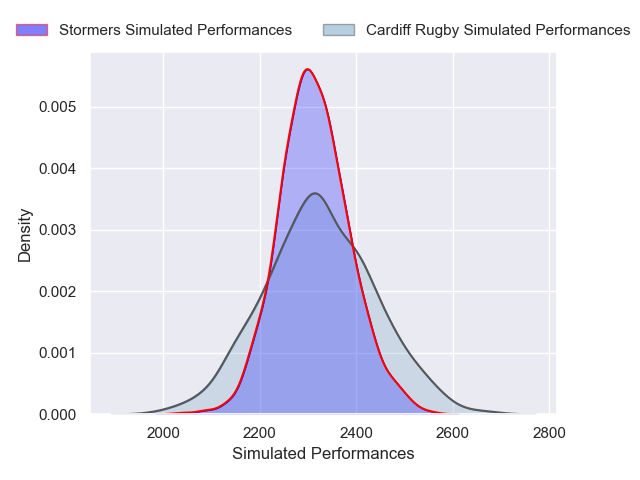 Stormers Simulated Performances
Cardiff Rugby Simulated Performances
0.005
0.004
0.003
0.002
0.001
0.000
Density
2000
2200
2400
2600
2800
Simulated Performances